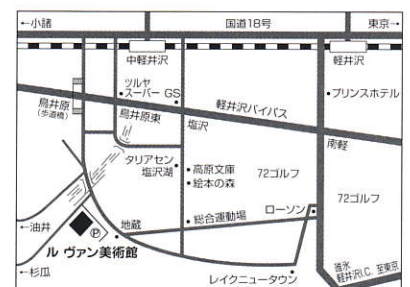 ←小諸
国道18号
東京→
中軽井沢
軽井沢
ツルヤ
スーパー GS
プリンスホテル
鳥井原
(歩道橋)
鳥井原東
軽井沢バイパス
塩沢
南軽
タリアセン
塩沢湖
高原文庫
絵本の森
72ゴルフ
72ゴルフ
ローソン
総合運動場
地蔵
←油井
P
ル ヴァン美術館
←杉瓜
レイクニュータウン
碓氷
軽井沢I.C. 至東京